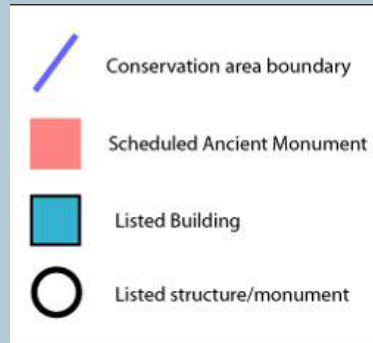 Conservation area boundary
Scheduled Ancient Monument
Listed Building
Listed structure/monument